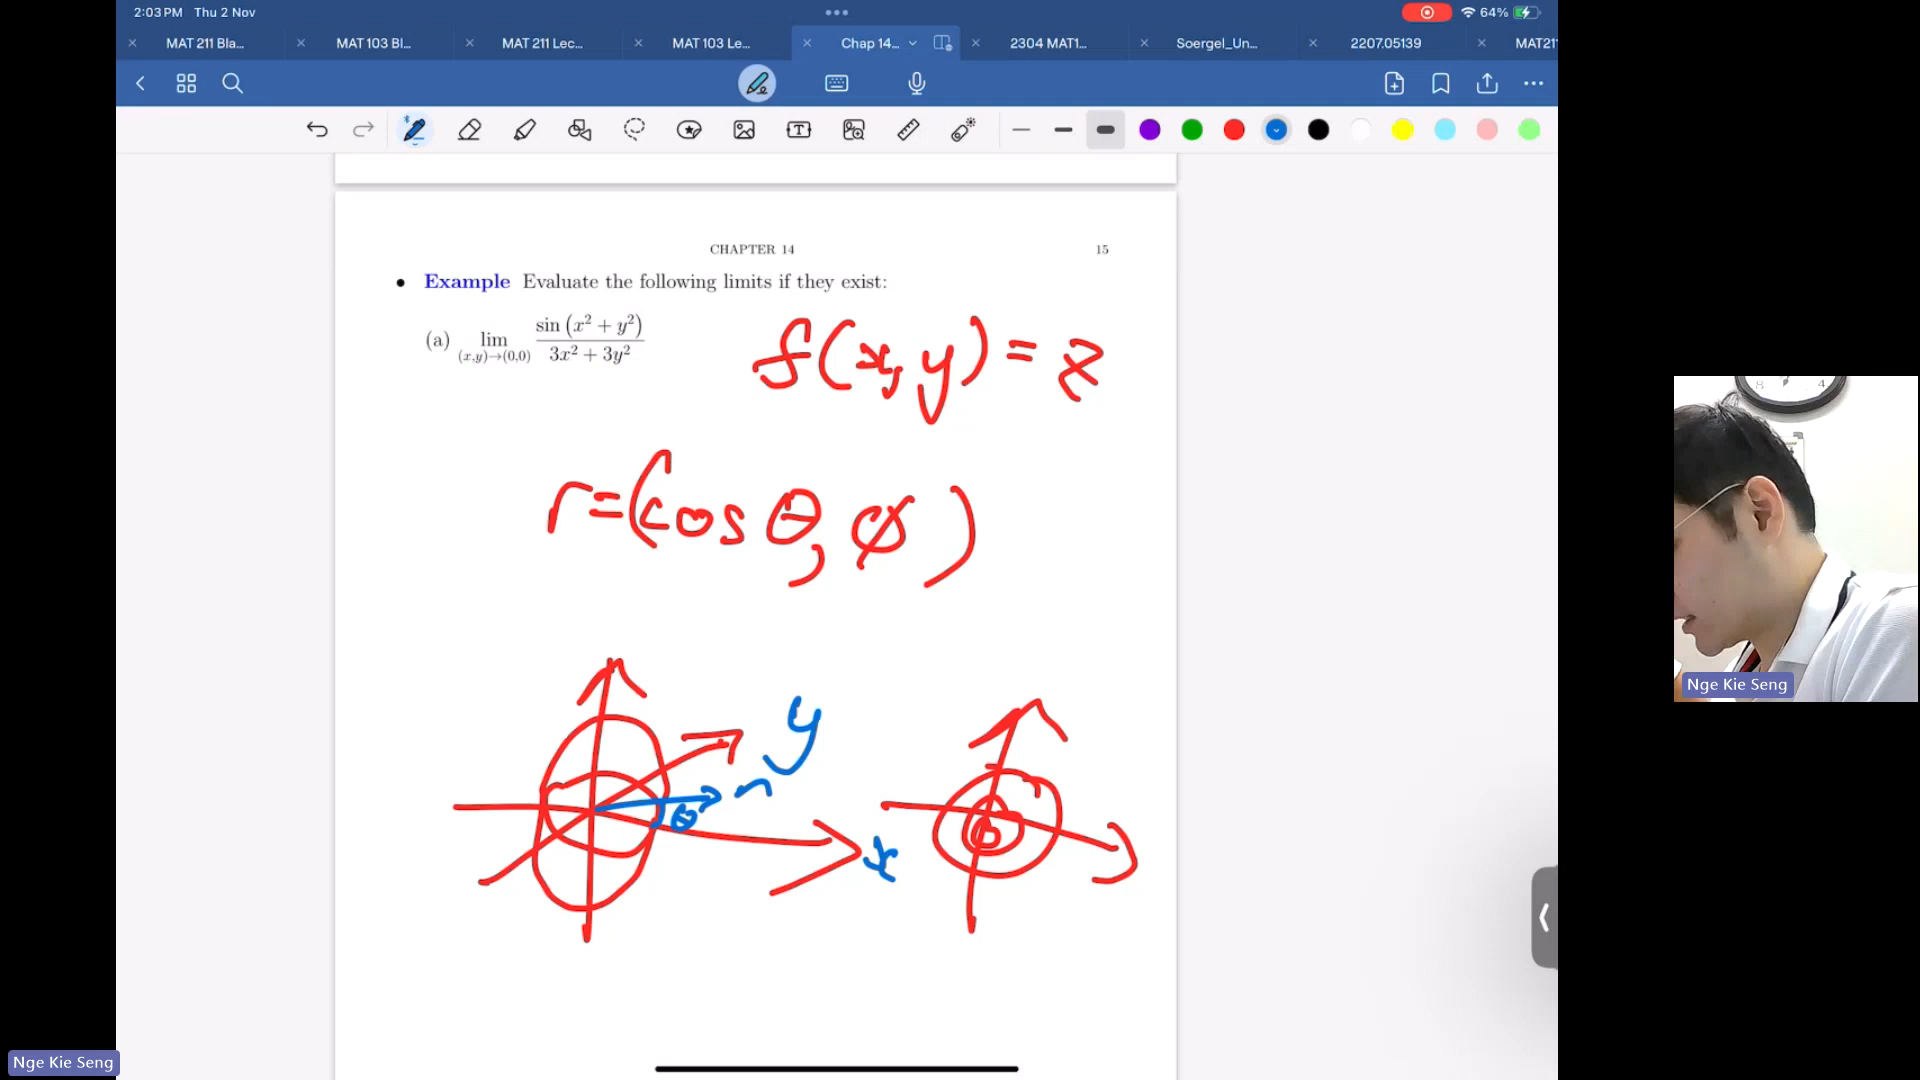 2:03 PM Thu 2 Nov
64%
MAT 211 Bla...
MAT 103 Bl...
MAT 211 Lec...
MAT 103 Le...
Chap 14...
2304 MAT1...
Soergel_Un...
2207.05139
MAT21
CHAPTER 14 15
• Example Evaluate the following limits if they exist:
(a) lim (x,y)→(0,0) sin (x² + y²) / 3x² + 3y²
f(x, y) = z
r = (cos θ, φ)
y
θ
x
8 4
Nge Kie Seng
Nge Kie Seng